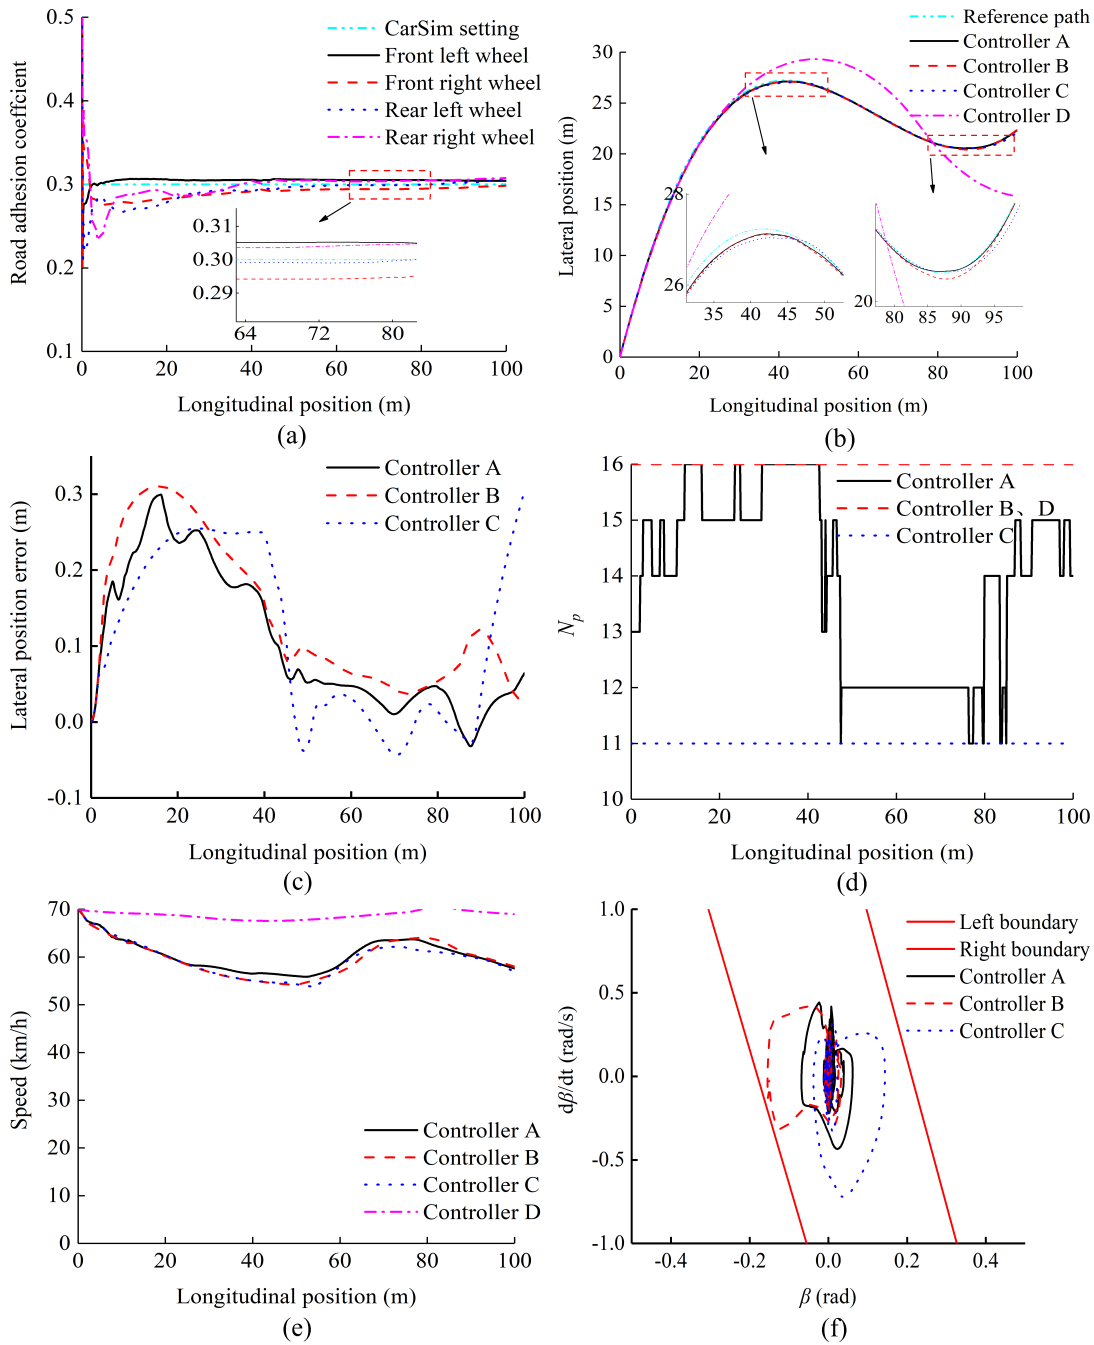 0.5
0.4
0.3
0.2
0.1
Road adhesion coeffcient
CarSim setting
Front left wheel
Front right wheel
Rear left wheel
Rear right wheel
0.31
0.30
0.29
64 72 80
0 20 40 60 80 100
Longitudinal position (m)
(a)
Reference path
Controller A
Controller B
Controller C
Controller D
30
25
20
15
10
5
0
Lateral position (m)
28
26
35 40 45 50
20
80 85 90 95
0 20 40 60 80 100
Longitudinal position (m)
(b)
0.3
0.2
0.1
0.0
-0.1
Lateral position error (m)
Controller A
Controller B
Controller C
0 20 40 60 80 100
Longitudinal position (m)
(c)
16
15
14
13
12
11
10
Np
Controller A
Controller B、D
Controller C
0 20 40 60 80 100
Longitudinal position (m)
(d)
70
60
50
40
30
20
10
0
Speed (km/h)
Controller A
Controller B
Controller C
Controller D
0 20 40 60 80 100
Longitudinal position (m)
(e)
1.0
0.5
0.0
-0.5
-1.0
dβ/dt (rad/s)
Left boundary
Right boundary
Controller A
Controller B
Controller C
-0.4 -0.2 0.0 0.2 0.4
β (rad)
(f)